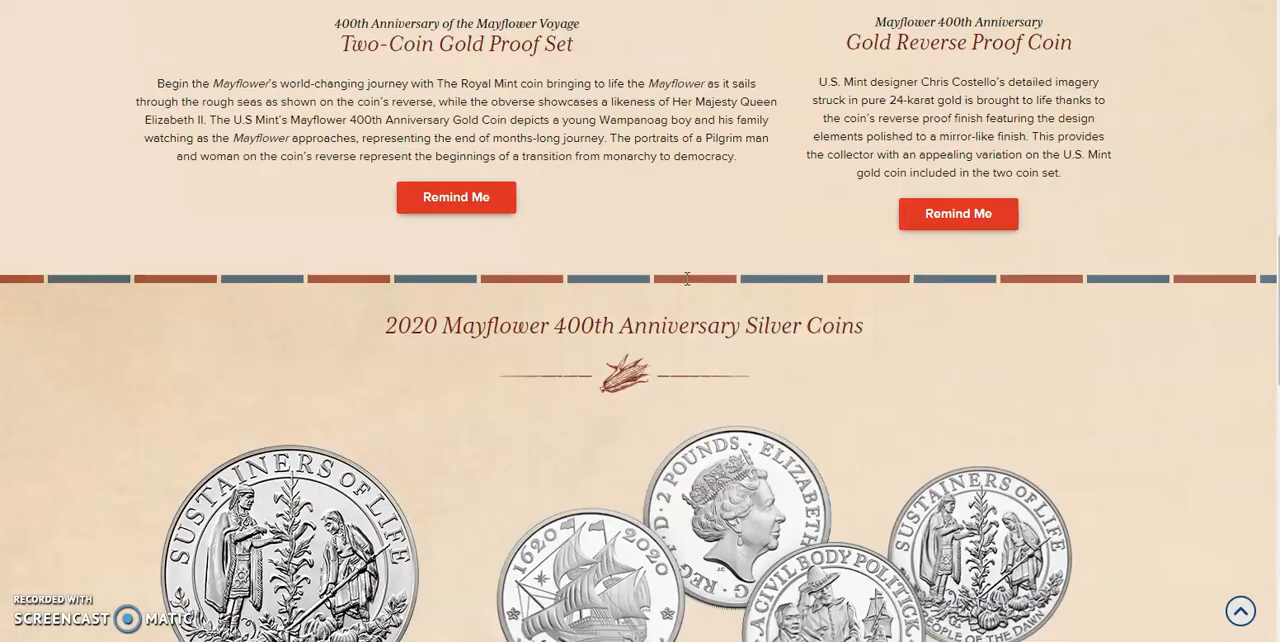 400th Anniversary of the Mayflower Voyage
Two-Coin Gold Proof Set
Begin the Mayflower's world-changing journey with The Royal Mint coin bringing to life the Mayflower as it sails
through the rough seas as shown on the coin's reverse, while the obverse showcases a likeness of Her Majesty Queen
Elizabeth II. The U.S Mint's Mayflower 400th Anniversary Gold Coin depicts a young Wampanoag boy and his family
watching as the Mayflower approaches, representing the end of months-long journey. The portraits of a Pilgrim man
and woman on the coin's reverse represent the beginnings of a transition from monarchy to democracy.
Remind Me
Mayflower 400th Anniversary
Gold Reverse Proof Coin
U.S. Mint designer Chris Costello's detailed imagery
struck in pure 24-karat gold is brought to life thanks to
the coin's reverse proof finish featuring the design
elements polished to a mirror-like finish. This provides
the collector with an appealing variation on the U.S. Mint
gold coin included in the two coin set.
Remind Me
2020 Mayflower 400th Anniversary Silver Coins
SUSTAINERS OF LIFE
1620 2020
REG · F·D · 2 POUNDS · ELIZABETH
A CIVIL BODY POLITICK
SUSTAINERS OF LIFE
PEOPLE OF THE DAWN
RECORDED WITH
SCREENCAST MATIC